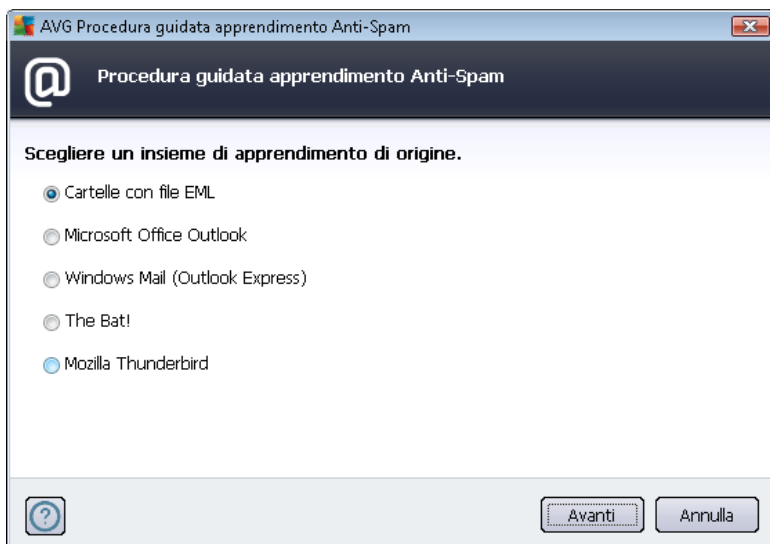 AVG Procedura guidata apprendimento Anti-Spam
Procedura guidata apprendimento Anti-Spam
Scegliere un insieme di apprendimento di origine.
Cartelle con file EML
Microsoft Office Outlook
Windows Mail (Outlook Express)
The Bat!
Mozilla Thunderbird
Avanti
Annulla